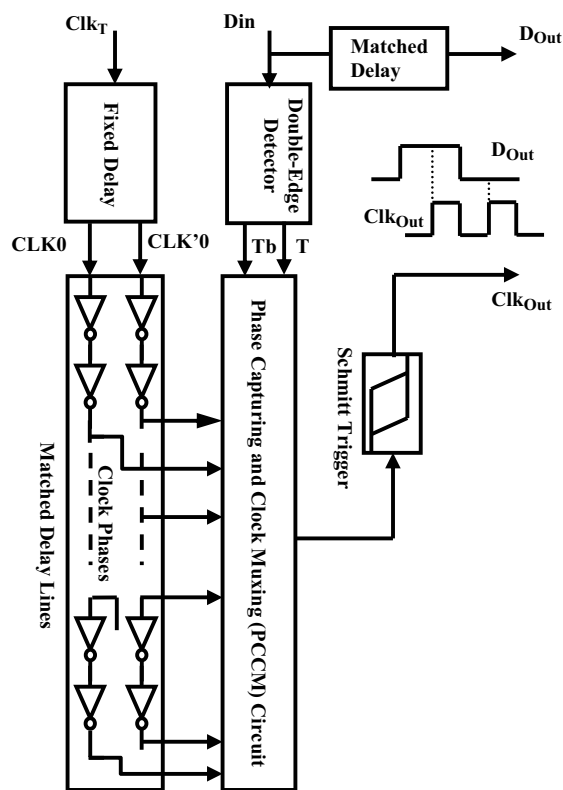 Clk_T
Din
Matched
Delay
D_Out
Fixed Delay
Double-Edge
Detector
D_Out
Clk_Out
CLK0
CLK'0
Tb
T
Clk_Out
Matched Delay Lines
Clock Phases
Phase Capturing and Clock Muxing (PCCM) Circuit
Schmitt Trigger